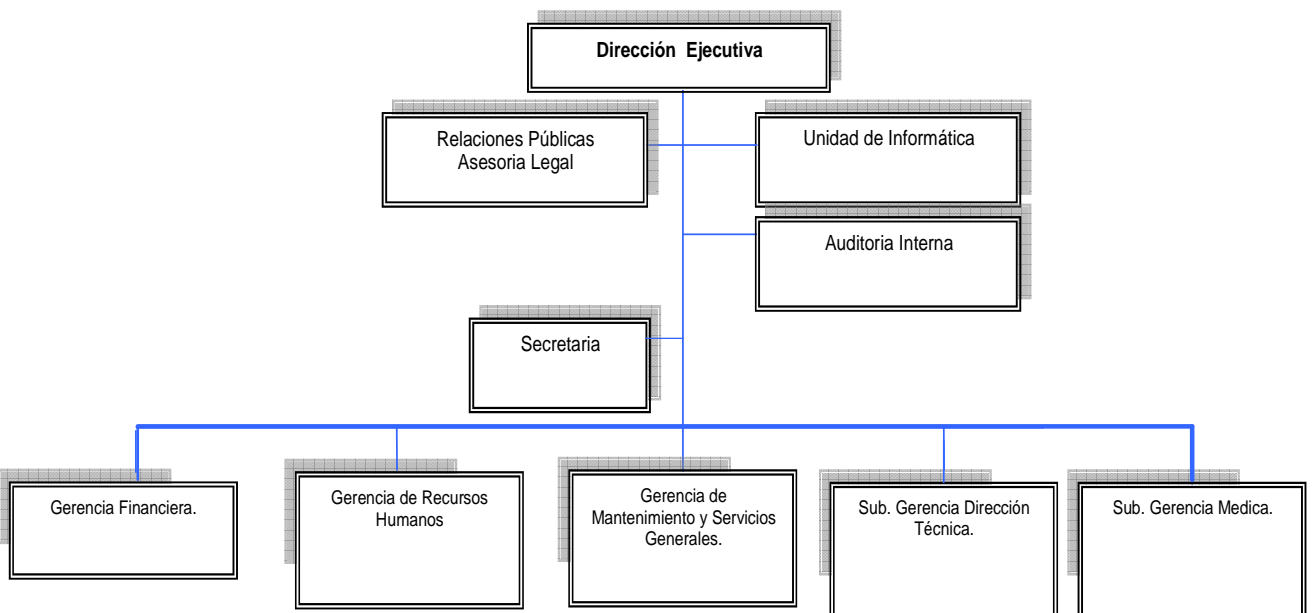 Dirección Ejecutiva
Relaciones Públicas
Asesoria Legal
Unidad de Informática
Auditoria Interna
Secretaria
Gerencia Financiera.
Gerencia de Recursos
Humanos
Gerencia de
Mantenimiento y Servicios
Generales.
Sub. Gerencia Dirección
Técnica.
Sub. Gerencia Medica.